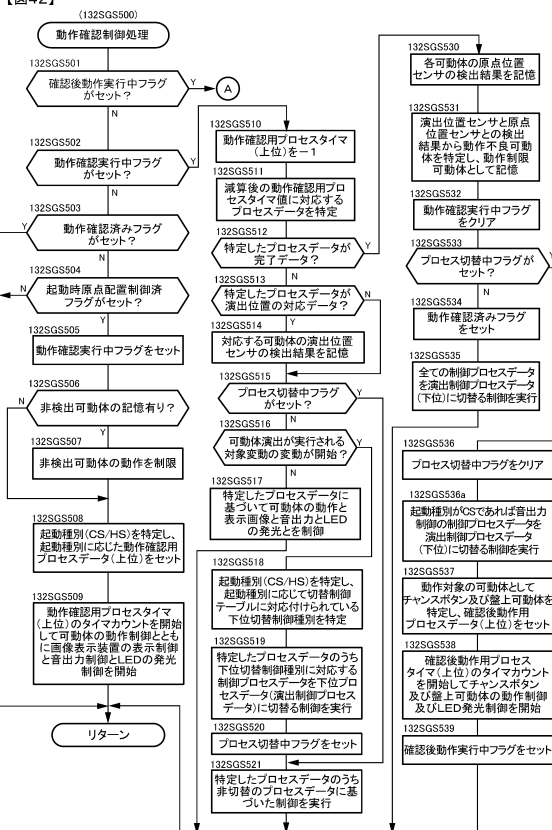 【図42】
(132SGS500)
動作確認制御処理
132SGS501
確認後動作実行中フラグ
がセット？
Y
A
N
132SGS502
動作確認実行中フラグ
がセット？
Y
N
132SGS503
動作確認済みフラグ
がセット？
Y
N
132SGS504
起動時原点配置制御済
フラグがセット？
N
Y
132SGS505
動作確認実行中フラグをセット
132SGS506
非検出可動体の記憶有り？
N
Y
132SGS507
非検出可動体の動作を制限
132SGS508
起動種別（CS/HS）を特定し、
起動種別に応じた動作確認用
プロセスデータ（上位）をセット
132SGS509
動作確認用プロセスタイマ
（上位）のタイマカウントを開始
して可動体の動作制御ととも
に画像表示装置の表示制御
と音出力制御とLEDの発光
制御を開始
リターン
132SGS510
動作確認用プロセスタイマ
（上位）を－1
132SGS511
減算後の動作確認用プロ
セスタイマ値に対応する
プロセスデータを特定
132SGS512
特定したプロセスデータが
完了データ？
Y
N
132SGS513
特定したプロセスデータが
演出位置の対応データ？
N
Y
132SGS514
対応する可動体の演出位置
センサの検出結果を記憶
132SGS515
プロセス切替中フラグ
がセット？
Y
N
132SGS516
可動体演出が実行される
対象変動の変動が開始？
Y
N
132SGS517
特定したプロセスデータに
基づいて可動体の動作と
表示画像と音出力とLED
の発光とを制御
132SGS518
起動種別（CS/HS）を特定し、
起動種別に応じて切替制御
テーブルに対応付けられている
下位切替制御種別を特定
132SGS519
特定したプロセスデータのうち
下位切替制御種別に対応する
制御プロセスデータを下位プロ
セスデータ（演出制御プロセス
データ）に切替る制御を実行
132SGS520
プロセス切替中フラグをセット
132SGS521
特定したプロセスデータのうち
非切替のプロセスデータに基
づいた制御を実行
132SGS530
各可動体の原点位置
センサの検出結果を記憶
132SGS531
演出位置センサと原点
位置センサとの検出
結果から動作不良可動
体を特定し、動作制限
可動体として記憶
132SGS532
動作確認実行中フラグ
をクリア
132SGS533
プロセス切替中フラグが
セット？
Y
N
132SGS534
動作確認済みフラグ
をセット
132SGS535
全ての制御プロセスデータ
を演出制御プロセスデータ
（下位）に切替る制御を実行
132SGS536
プロセス切替中フラグをクリア
132SGS536a
起動種別がCSであれば音出力
制御の制御プロセスデータを
演出制御プロセスデータ
（下位）に切替る制御を実行
132SGS537
動作対象の可動体として
チャンスボタン及び盤上可動体を
特定し、確認後動作用
プロセスデータ（上位）をセット
132SGS538
確認後動作用プロセス
タイマ（上位）のタイマカウント
を開始してチャンスボタン
及び盤上可動体の動作制御
及びLED発光制御を開始
132SGS539
確認後動作実行中フラグをセット